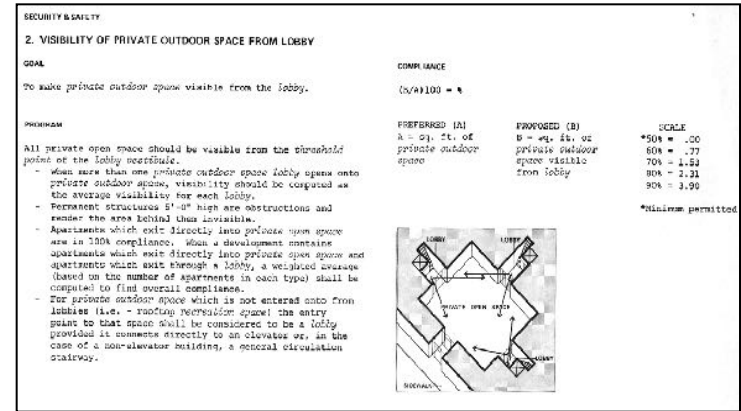 SECURITY & SAFETY
2. VISIBILITY OF PRIVATE OUTDOOR SPACE FROM LOBBY
GOAL
To make private outdoor space visible from the lobby.
PROGRAM
All private open space should be visible from the threshold
point of the lobby vestibule.
- When more than one private outdoor space lobby opens onto
private outdoor space, visibility should be computed as
the average visibility for each lobby.
- Permanent structures 5'-0" high are obstructions and
render the area behind them invisible.
- Apartments which exit directly into private open space
are in 100% compliance. When a development contains
apartments which exit directly into private open space and
apartments which exit through a lobby, a weighted average
(based on the number of apartments in each type) shall be
computed to find overall compliance.
- For private outdoor space which is not entered onto from
lobbies (i.e. - rooftop recreation space) the entry
point to that space shall be considered to be a lobby
provided it connects directly to an elevator or, in the
case of a non-elevator building, a general circulation
stairway.
COMPLIANCE
(B/A)100 = %
PREFERRED (A)
A = sq. ft. of
private outdoor
space
PROPOSED (B)
B = sq. ft. of
private outdoor
space visible
from lobby
SCALE
*50% = .00
60% = .77
70% = 1.53
80% = 2.31
90% = 3.90
*Minimum permitted
LOBBY
LOBBY
PRIVATE OPEN SPACE
LOBBY
SIDEWALK